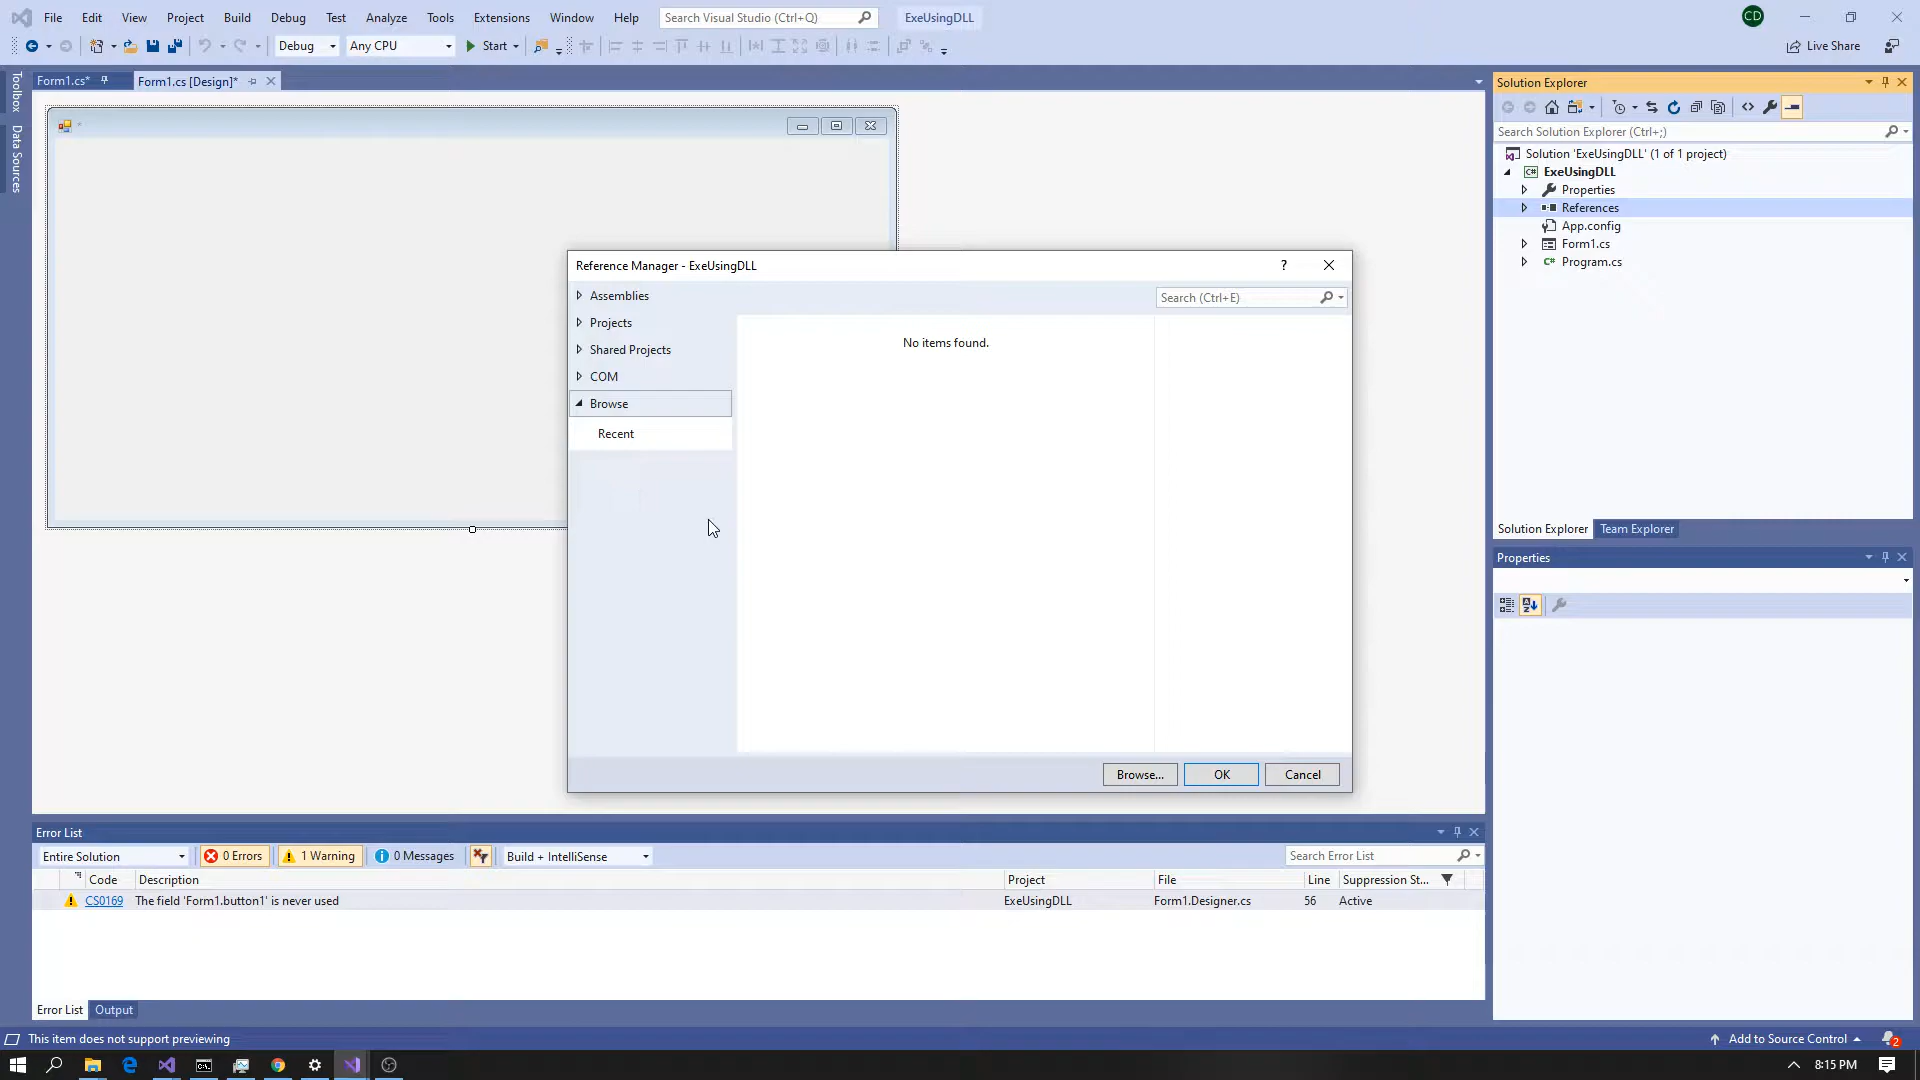 File Edit View Project Build Debug Test Analyze Tools Extensions Window Help Search Visual Studio (Ctrl+Q) ExeUsingDLL CD
Debug Any CPU Start Live Share
Form1.cs* Form1.cs [Design]*
Toolbox
Data Sources
Solution Explorer
Search Solution Explorer (Ctrl+;)
Solution 'ExeUsingDLL' (1 of 1 project)
C# ExeUsingDLL
Properties
References
App.config
Form1.cs
C# Program.cs
Solution Explorer Team Explorer
Properties
Reference Manager - ExeUsingDLL
Assemblies
Search (Ctrl+E)
Projects
Shared Projects
COM
Browse
Recent
No items found.
Browse... OK Cancel
Error List
Entire Solution 0 Errors 1 Warning 0 Messages Build + IntelliSense Search Error List
Code Description Project File Line Suppression St...
CS0169 The field 'Form1.button1' is never used ExeUsingDLL Form1.Designer.cs 56 Active
Error List Output
This item does not support previewing Add to Source Control 2
8:15 PM